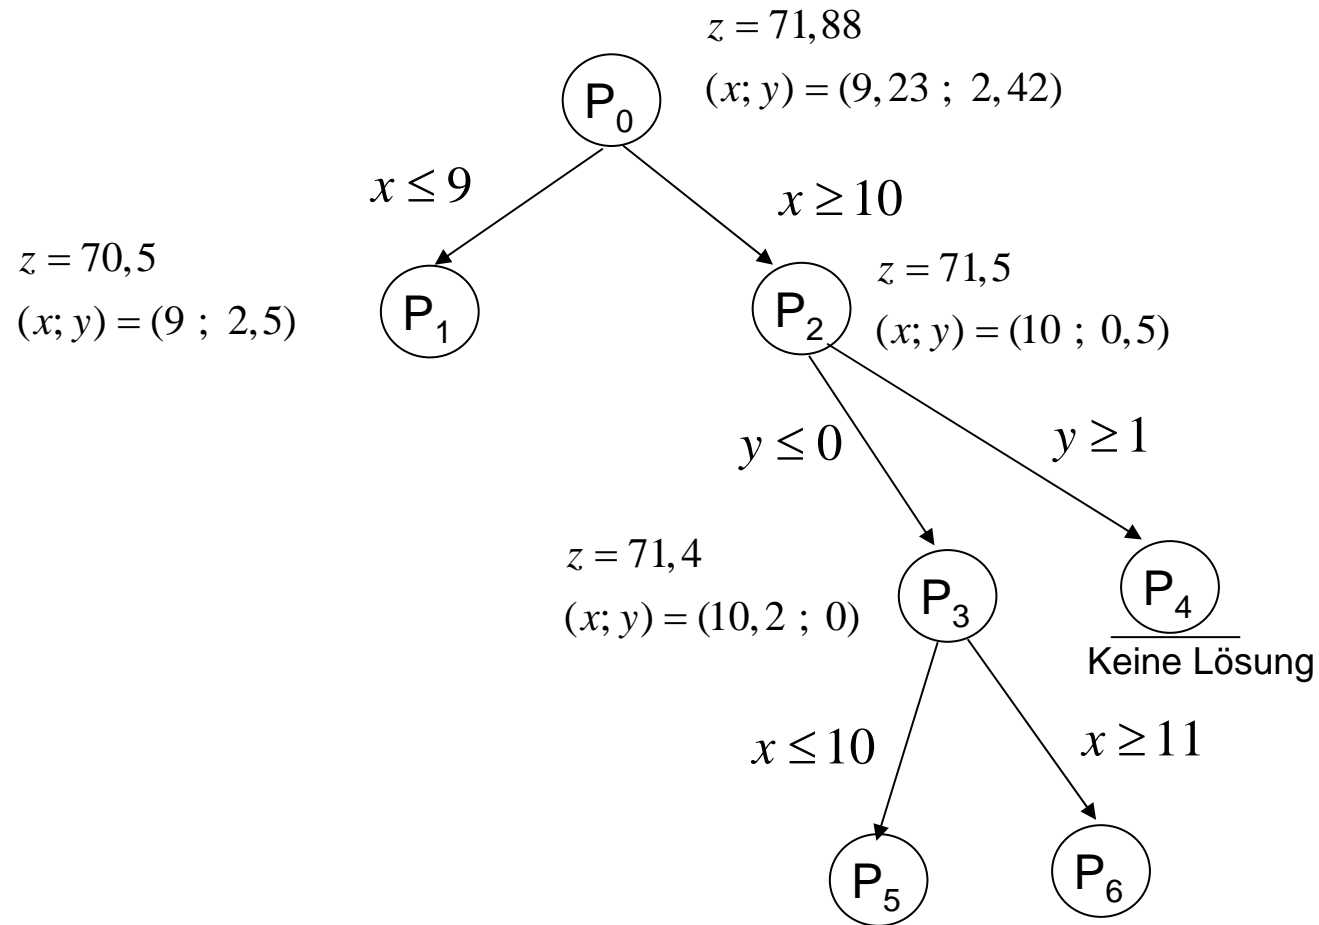 z = 71,88
(x; y) = (9,23 ; 2,42)
P₀
x ≤ 9
x ≥ 10
z = 70,5
(x; y) = (9 ; 2,5)
P₁
P₂
z = 71,5
(x; y) = (10 ; 0,5)
y ≤ 0
y ≥ 1
z = 71,4
(x; y) = (10,2 ; 0)
P₃
P₄
Keine Lösung
x ≤ 10
x ≥ 11
P₅
P₆